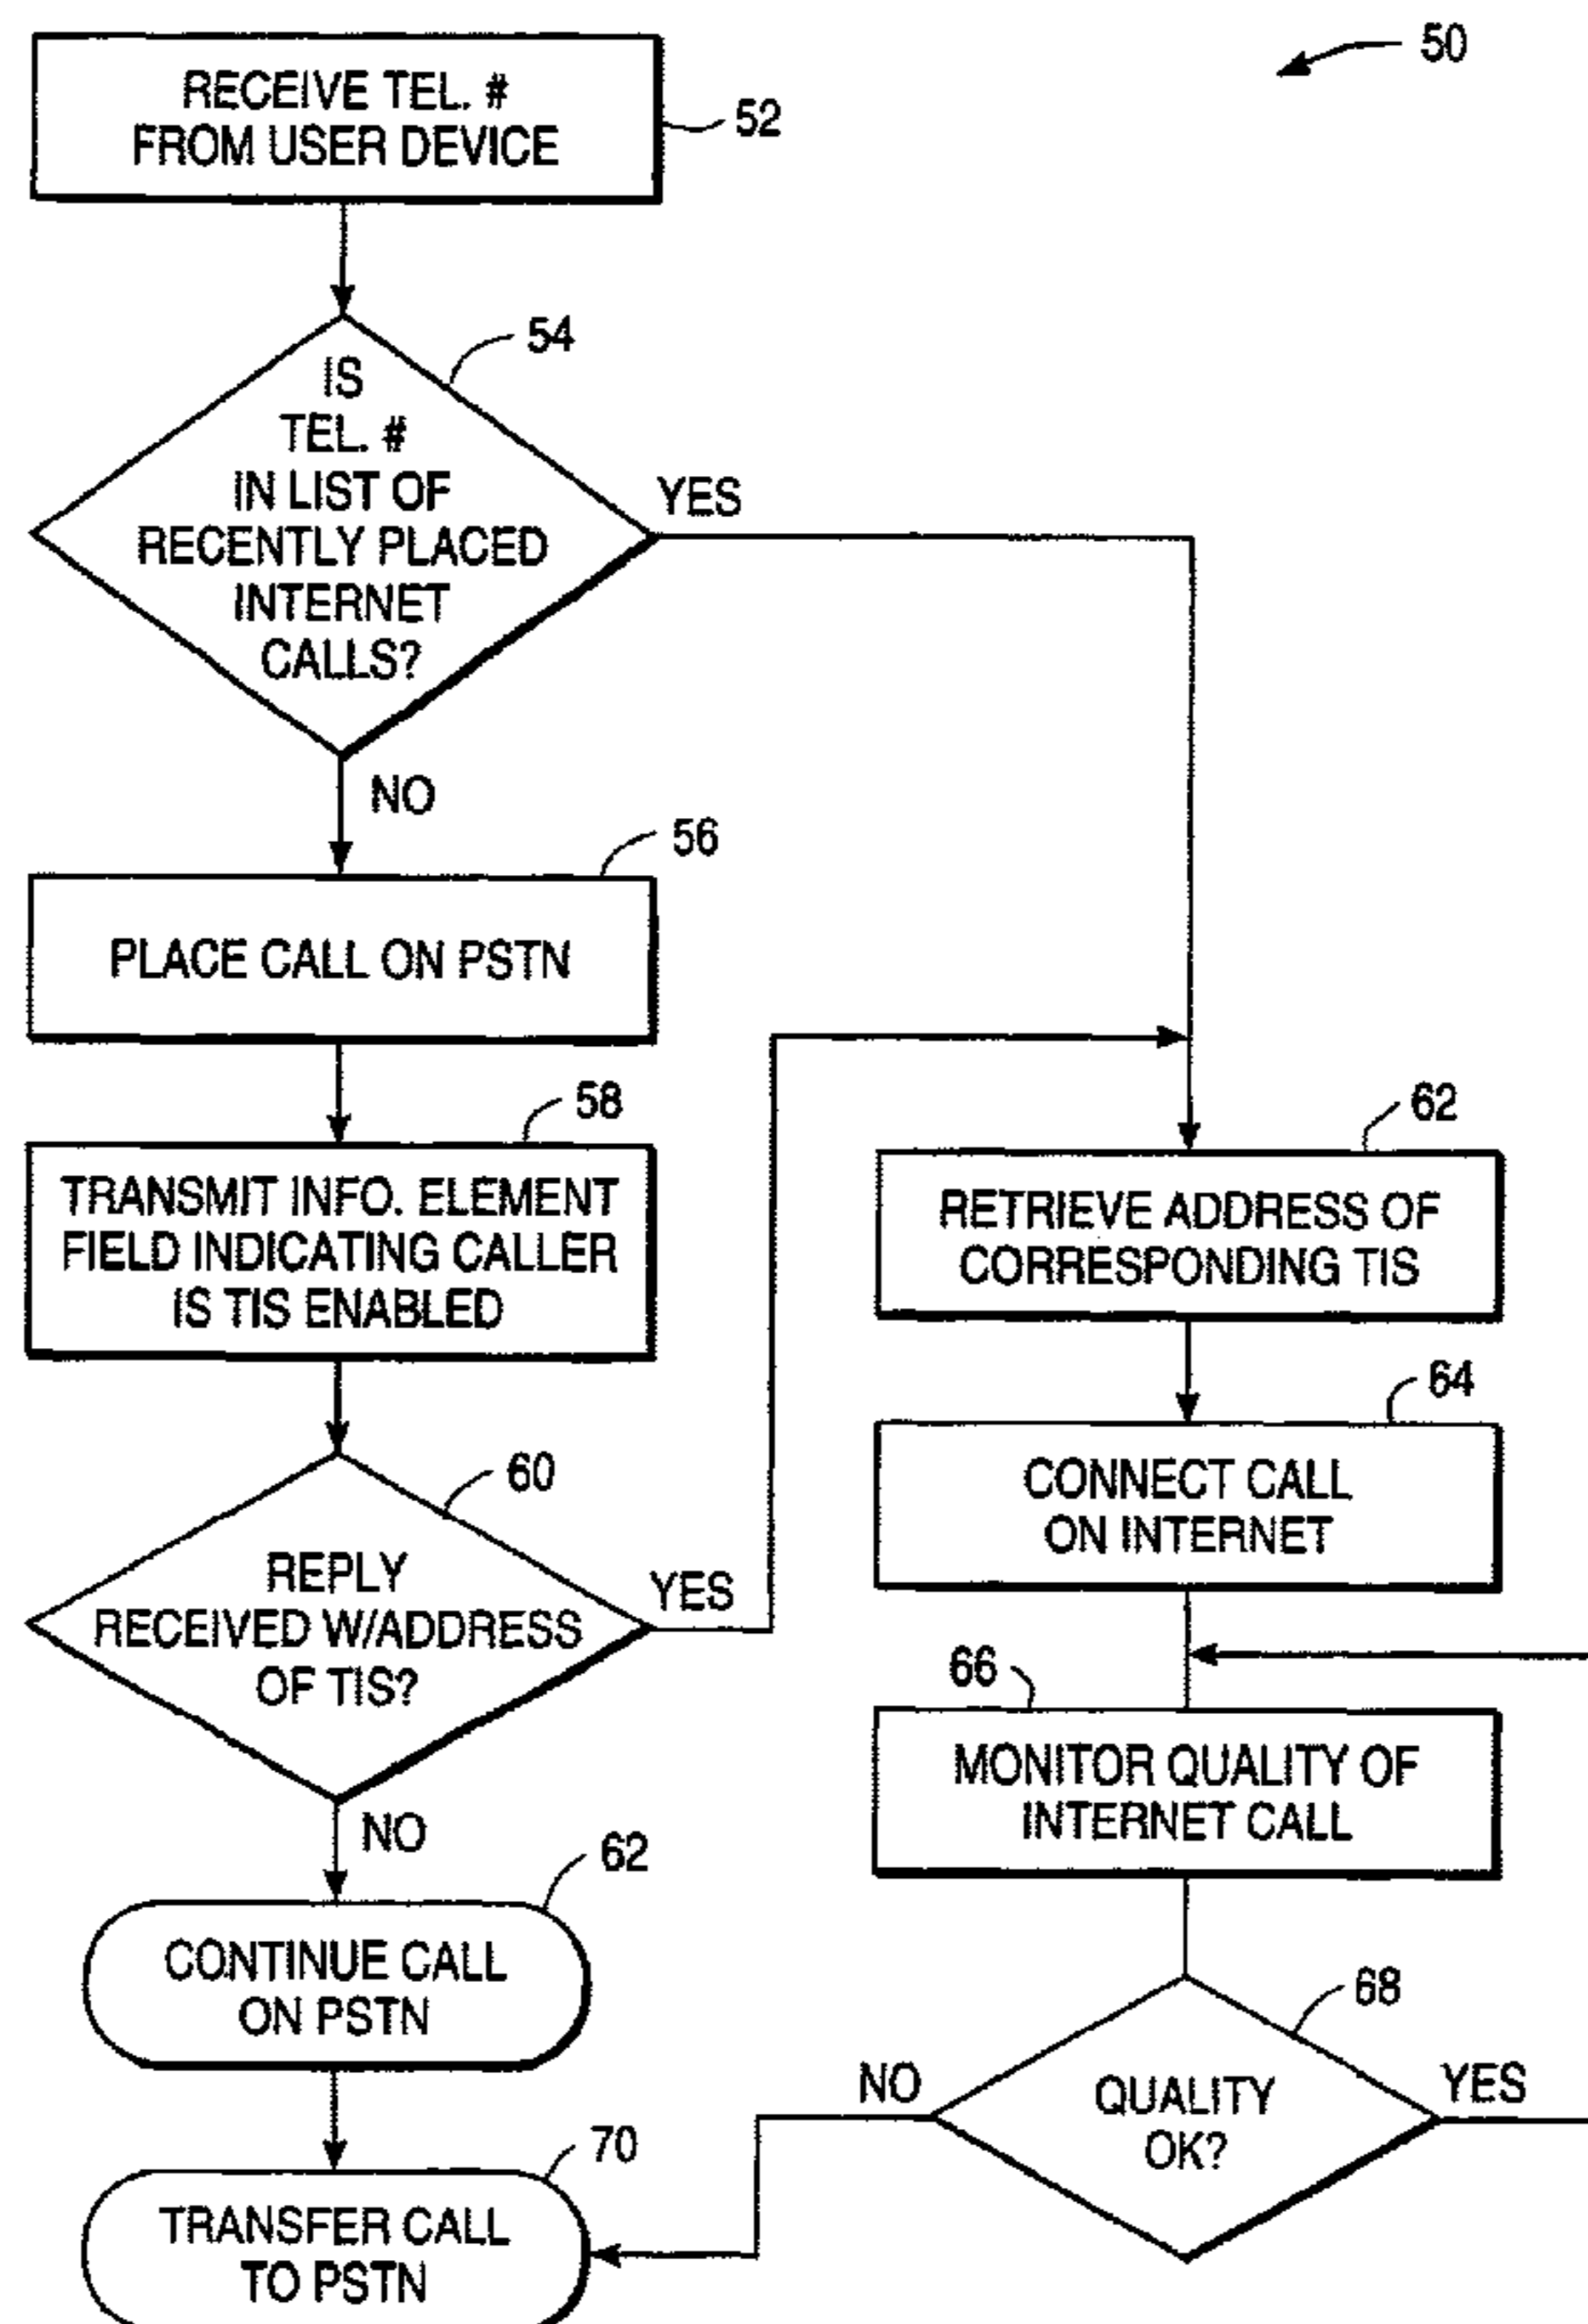 50
RECEIVE TEL. #
FROM USER DEVICE
52
54
IS
TEL. #
IN LIST OF
RECENTLY PLACED
INTERNET
CALLS?
YES
NO
56
PLACE CALL ON PSTN
58
TRANSMIT INFO. ELEMENT
FIELD INDICATING CALLER
IS TIS ENABLED
60
REPLY
RECEIVED W/ADDRESS
OF TIS?
YES
NO
62
CONTINUE CALL
ON PSTN
70
TRANSFER CALL
TO PSTN
62
RETRIEVE ADDRESS OF
CORRESPONDING TIS
64
CONNECT CALL
ON INTERNET
66
MONITOR QUALITY OF
INTERNET CALL
68
QUALITY
OK?
NO
YES